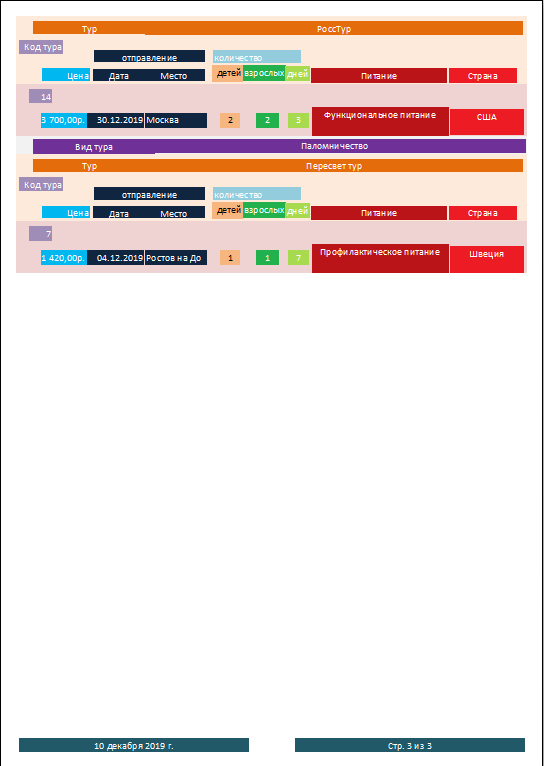 Тур РоссТур
Код тура
отправление количество
Цена Дата Место детей взрослых дней Питание Страна
14
3 700,00р. 30.12.2019 Москва 2 2 3 Функциональное питание США
Вид тура Паломничество
Тур Пересвет тур
Код тура
отправление количество
Цена Дата Место детей взрослых дней Питание Страна
7
1 420,00р. 04.12.2019 Ростов на До 1 1 7 Профилактическое питание Швеция
10 декабря 2019 г. Стр. 3 из 3